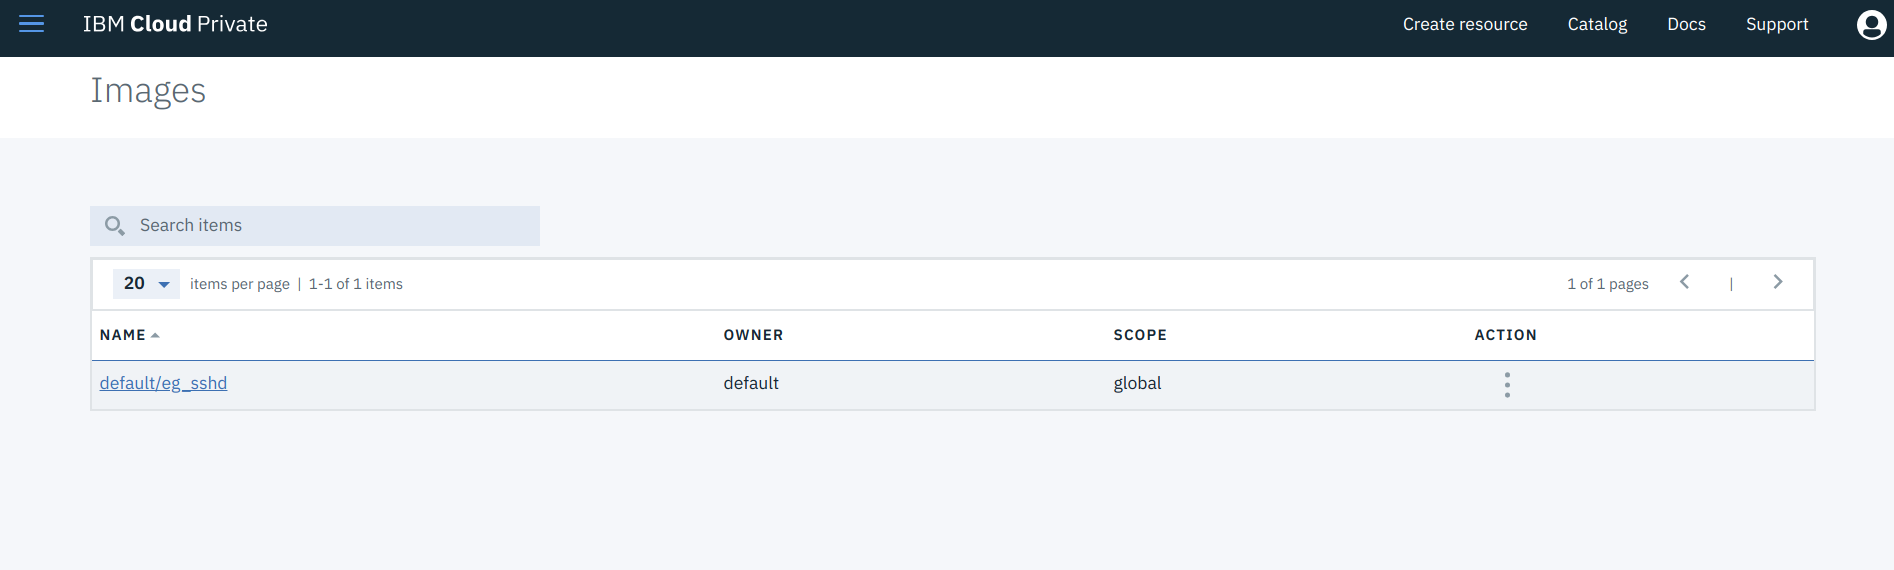 IBM Cloud Private Create resource Catalog Docs Support
Images
Search items
20 items per page | 1-1 of 1 items 1 of 1 pages |
NAME OWNER SCOPE ACTION
default/eg_sshd default global